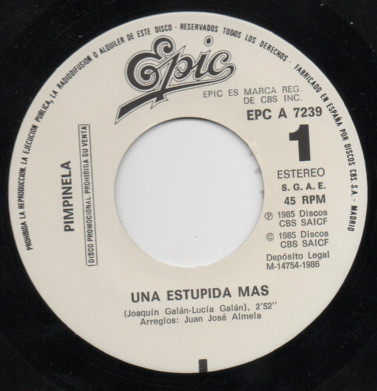 PROHIBIDA LA REPRODUCCION, LA EJECUCION PUBLICA, LA RADIODIFUSION O ALQUILER DE ESTE DISCO - RESERVADOS TODOS LOS DERECHOS - FABRICADO EN ESPAÑA POR DISCOS CBS S.A. - MADRID
Epic
EPIC ES MARCA REG.
DE CBS INC.
EPC A 7239
1
ESTEREO
S. G. A. E.
45 RPM
Ⓟ 1985 Discos
CBS SAICF
© 1985 Discos
CBS SAICF
Depósito Legal
M-14754-1986
PIMPINELA
DISCO PROMOCIONAL PROHIBIDA SU VENTA
UNA ESTUPIDA MAS
(Joaquín Galán-Lucía Galán), 2'52"
Arreglos: Juan José Almela